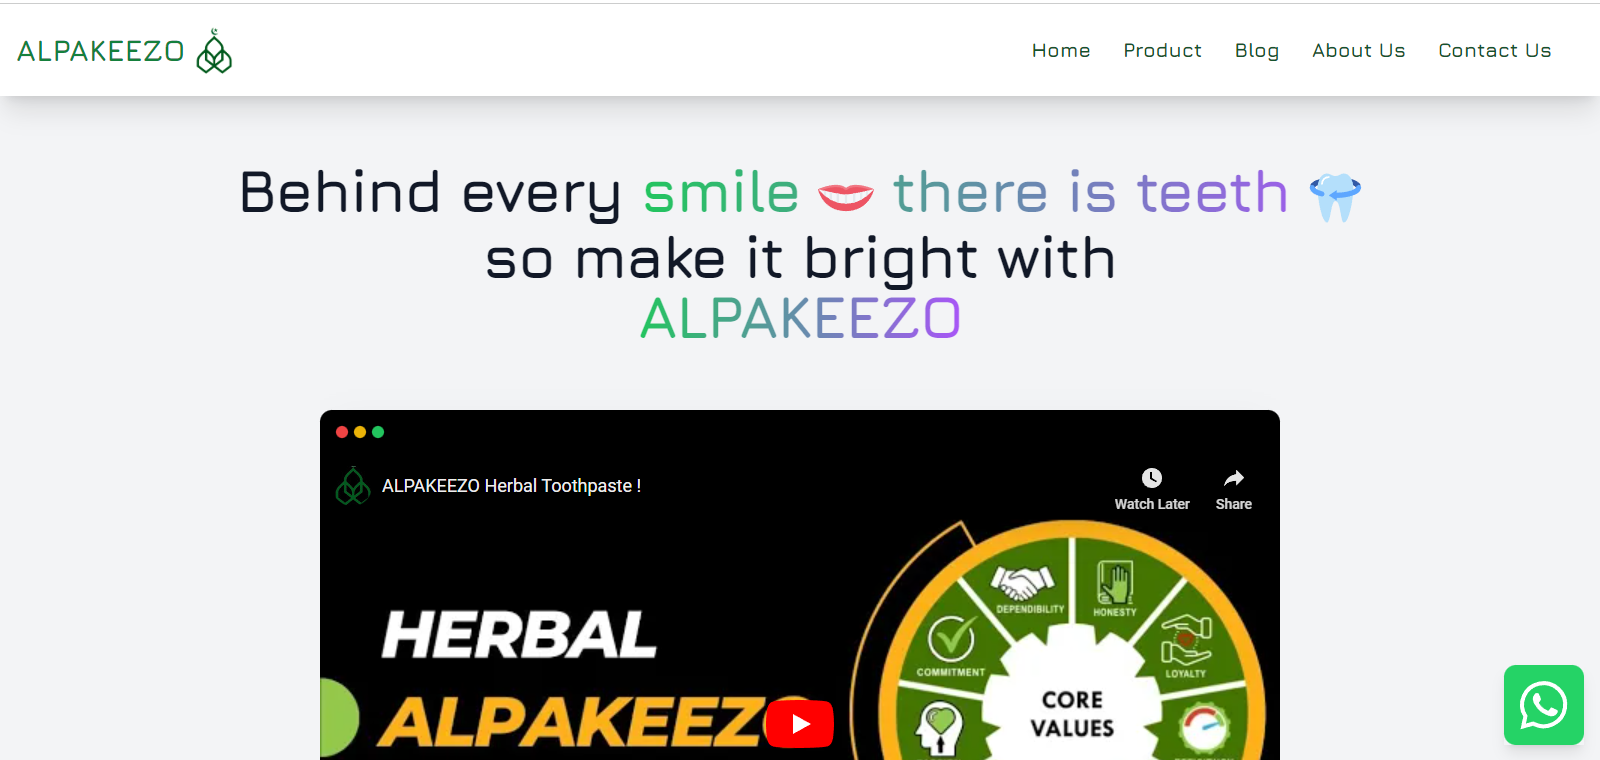 ALPAKEEZO
Home Product Blog About Us Contact Us
Behind every smile 👄 there is teeth 🦷
so make it bright with
ALPAKEEZO
ALPAKEEZO Herbal Toothpaste !
Watch Later Share
HERBAL
ALPAKEEZ
DEPENDIBILITY
HONESTY
COMMITMENT
LOYALTY
CORE
VALUES